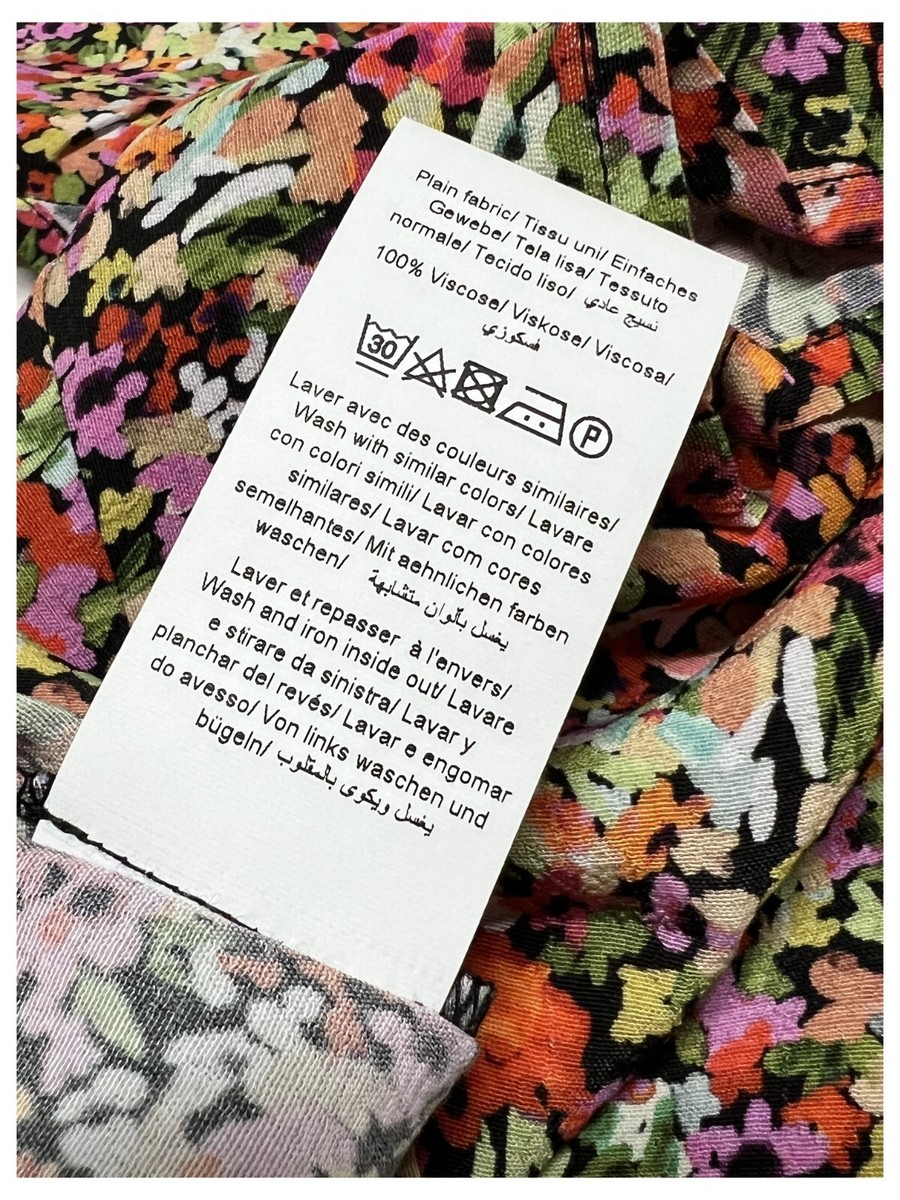 Plain fabric/ Tissu uni/ Einfaches
Gewebe/ Tela lisa/ Tessuto
normale/ Tecido liso/ نسيج عادي
100% Viscose/ Viskose/ Viscosa/
فسكوزي
30
P
Laver avec des couleurs similaires/
Wash with similar colors/ Lavare
con colori simili/ Lavar con colores
similares/ Lavar com cores
semelhantes/ Mit aehnlichen farben
waschen/ يغسل بألوان متشابهة
Laver et repasser à l'envers/
Wash and iron inside out/ Lavare
e stirare da sinistra/ Lavar y
planchar del revés/ Lavar e engomar
do avesso/ Von links waschen und
bügeln/ يغسل ويكوى بالمقلوب